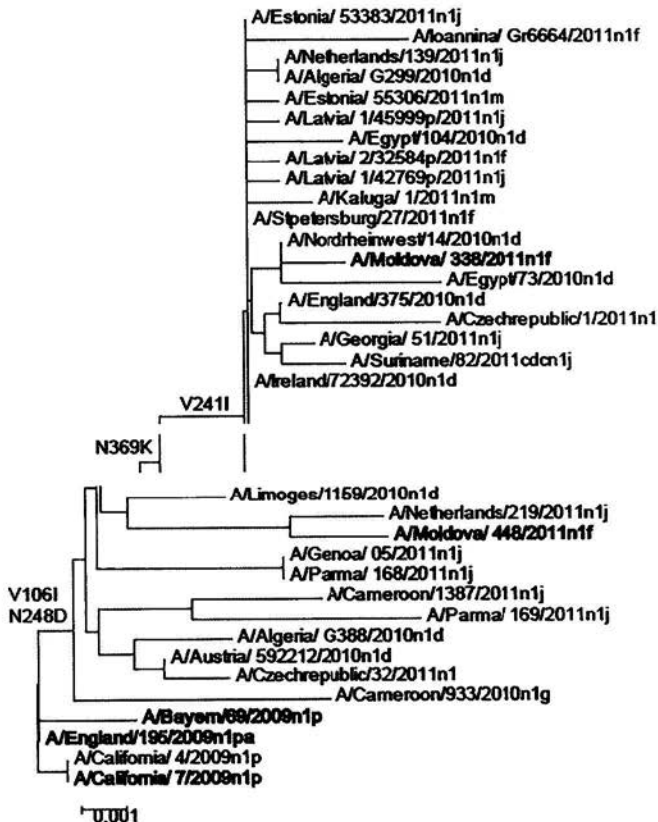 A/Estonia/ 53383/2011n1j
A/Ioannina/ Gr6664/2011n1f
A/Netherlands/139/2011n1j
A/Algeria/ G299/2010n1d
A/Estonia/ 55306/2011n1m
A/Latvia/ 1/45999p/2011n1j
A/Egypt/104/2010n1d
A/Latvia/ 2/32584p/2011n1f
A/Latvia/ 1/42769p/2011n1j
A/Kaluga/ 1/2011n1m
A/Stpetersburg/27/2011n1f
A/Nordrheinwest/14/2010n1d
A/Moldova/ 338/2011n1f
A/Egypt/73/2010n1d
A/England/375/2010n1d
A/Czechrepublic/1/2011n1
A/Georgia/ 51/2011n1j
A/Suriname/82/2011cdcn1j
A/Ireland/72392/2010n1d
V241I
N369K
A/Limoges/1159/2010n1d
A/Netherlands/219/2011n1j
A/Moldova/ 448/2011n1f
A/Genoa/ 05/2011n1j
A/Parma/ 168/2011n1j
V106I
N248D
A/Cameroon/1387/2011n1j
A/Parma/ 169/2011n1j
A/Algeria/ G388/2010n1d
A/Austria/ 592212/2010n1d
A/Czechrepublic/32/2011n1
A/Cameroon/933/2010n1g
A/Bayern/69/2009n1p
A/England/195/2009n1pa
A/California/ 4/2009n1p
A/California/ 7/2009n1p
0.001